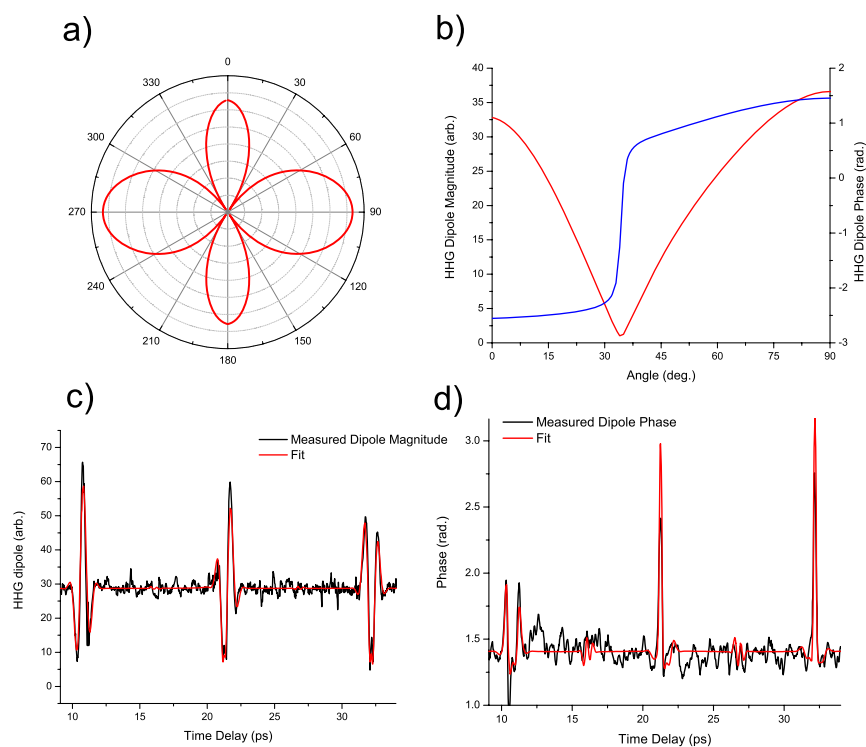 a)
0
30
60
90
120
150
180
210
240
270
300
330
b)
HHG Dipole Magnitude (arb.)
40
35
30
25
20
15
10
5
0
0 15 30 45 60 75 90
Angle (deg.)
2
1
0
-1
-2
-3
HHG Dipole Phase (rad.)
c)
Measured Dipole Magnitude
Fit
HHG dipole (arb.)
70
60
50
40
30
20
10
0
10 15 20 25 30
Time Delay (ps)
d)
Measured Dipole Phase
Fit
Phase (rad.)
3.0
2.5
2.0
1.5
1.0
10 15 20 25 30
Time Delay (ps)